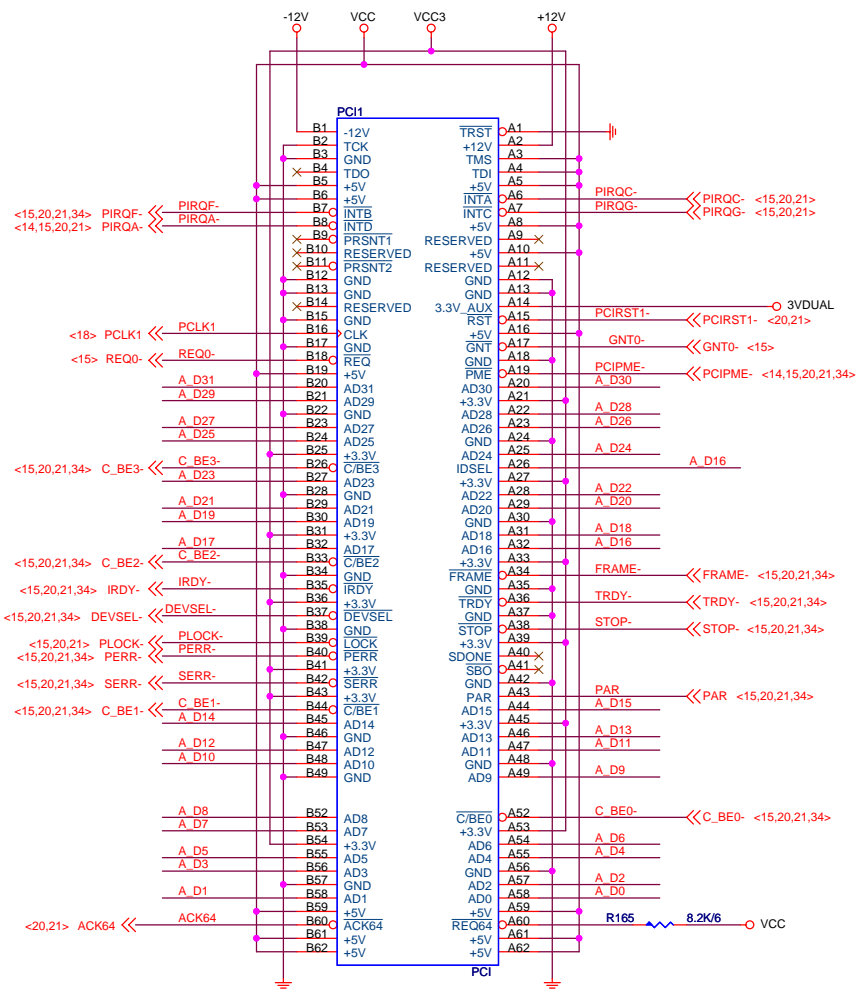 -12V VCC VCC3 +12V
PCI1
B1 -12V TRST A1
B2 TCK +12V A2
B3 GND TMS A3
B4 TDO TDI A4
B5 +5V +5V A5
B6 +5V INTA A6 PIRQC- PIRQC- <15,20,21>
<15,20,21,34> PIRQF- PIRQF- B7 INTB INTC A7 PIRQG- PIRQG- <15,20,21>
<14,15,20,21> PIRQA- PIRQA- B8 INTD +5V A8
B9 PRSNT1 RESERVED A9
B10 RESERVED +5V A10
B11 PRSNT2 RESERVED A11
B12 GND GND A12
B13 GND GND A13
B14 RESERVED 3.3V_AUX A14 3VDUAL
B15 GND RST A15 PCIRST1- PCIRST1- <20,21>
<18> PCLK1 PCLK1 B16 CLK +5V A16
B17 GND GNT A17 GNT0- GNT0- <15>
<15> REQ0- REQ0- B18 REQ GND A18
B19 +5V PME A19 PCIPME- PCIPME- <14,15,20,21,34>
A_D31 B20 AD31 AD30 A20 A_D30
A_D29 B21 AD29 +3.3V A21
B22 GND AD28 A22 A_D28
A_D27 B23 AD27 AD26 A23 A_D26
A_D25 B24 AD25 GND A24
B25 +3.3V AD24 A25 A_D24
<15,20,21,34> C_BE3- C_BE3- B26 C/BE3 IDSEL A26 A_D16
A_D23 B27 AD23 +3.3V A27
B28 GND AD22 A28 A_D22
A_D21 B29 AD21 AD20 A29 A_D20
A_D19 B30 AD19 GND A30
B31 +3.3V AD18 A31 A_D18
A_D17 B32 AD17 AD16 A32 A_D16
<15,20,21,34> C_BE2- C_BE2- B33 C/BE2 +3.3V A33
B34 GND FRAME A34 FRAME- FRAME- <15,20,21,34>
<15,20,21,34> IRDY- IRDY- B35 IRDY GND A35
B36 +3.3V TRDY A36 TRDY- TRDY- <15,20,21,34>
<15,20,21,34> DEVSEL- DEVSEL- B37 DEVSEL GND A37
B38 GND STOP A38 STOP- STOP- <15,20,21,34>
<15,20,21> PLOCK- PLOCK- B39 LOCK +3.3V A39
<15,20,21,34> PERR- PERR- B40 PERR SDONE A40
B41 +3.3V SBO A41
<15,20,21,34> SERR- SERR- B42 SERR GND A42
B43 +3.3V PAR A43 PAR PAR <15,20,21,34>
<15,20,21,34> C_BE1- C_BE1- B44 C/BE1 AD15 A44 A_D15
A_D14 B45 AD14 +3.3V A45
B46 GND AD13 A46 A_D13
A_D12 B47 AD12 AD11 A47 A_D11
A_D10 B48 AD10 GND A48
B49 GND AD9 A49 A_D9
A_D8 B52 AD8 C/BE0 A52 C_BE0- C_BE0- <15,20,21,34>
A_D7 B53 AD7 +3.3V A53
B54 +3.3V AD6 A54 A_D6
A_D5 B55 AD5 AD4 A55 A_D4
A_D3 B56 AD3 GND A56
B57 GND AD2 A57 A_D2
A_D1 B58 AD1 AD0 A58 A_D0
B59 +5V +5V A59
<20,21> ACK64 ACK64 B60 ACK64 REQ64 A60 R165 8.2K/6 VCC
B61 +5V +5V A61
B62 +5V +5V A62
PCI